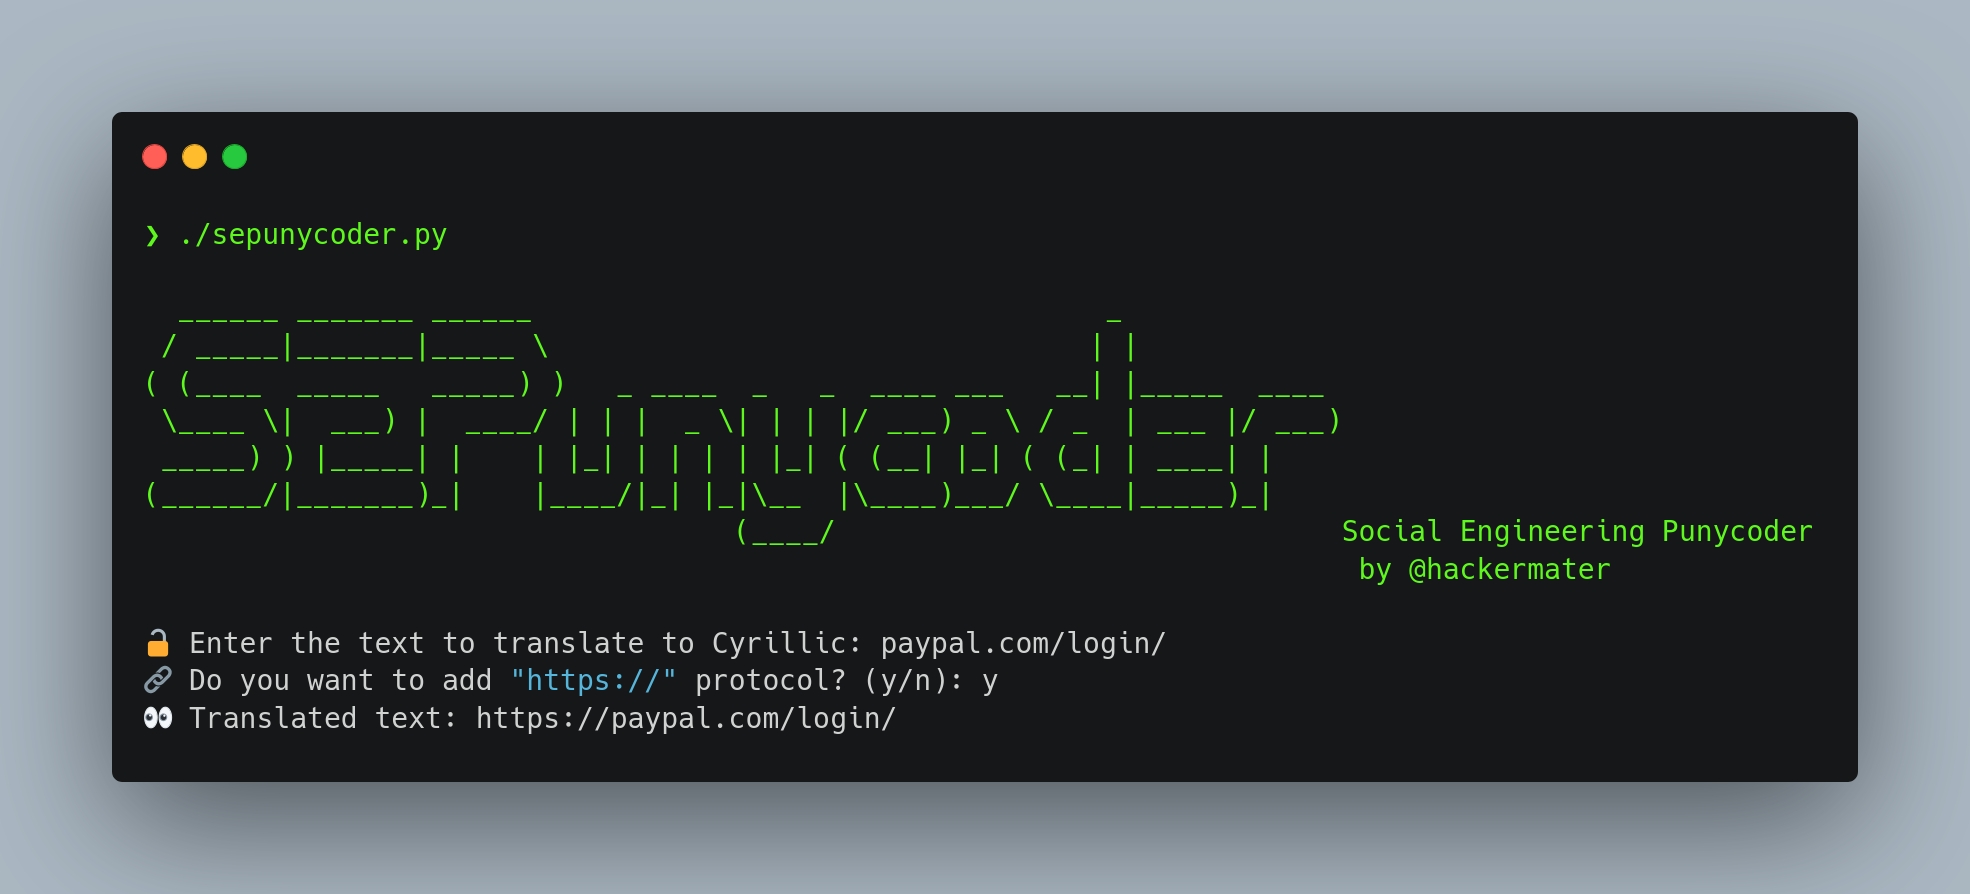 ❯ ./sepunycoder.py
SEPunycoder
Social Engineering Punycoder
by @hackermater
Enter the text to translate to Cyrillic: paypal.com/login/
Do you want to add "https://" protocol? (y/n): y
Translated text: https://paypal.com/login/